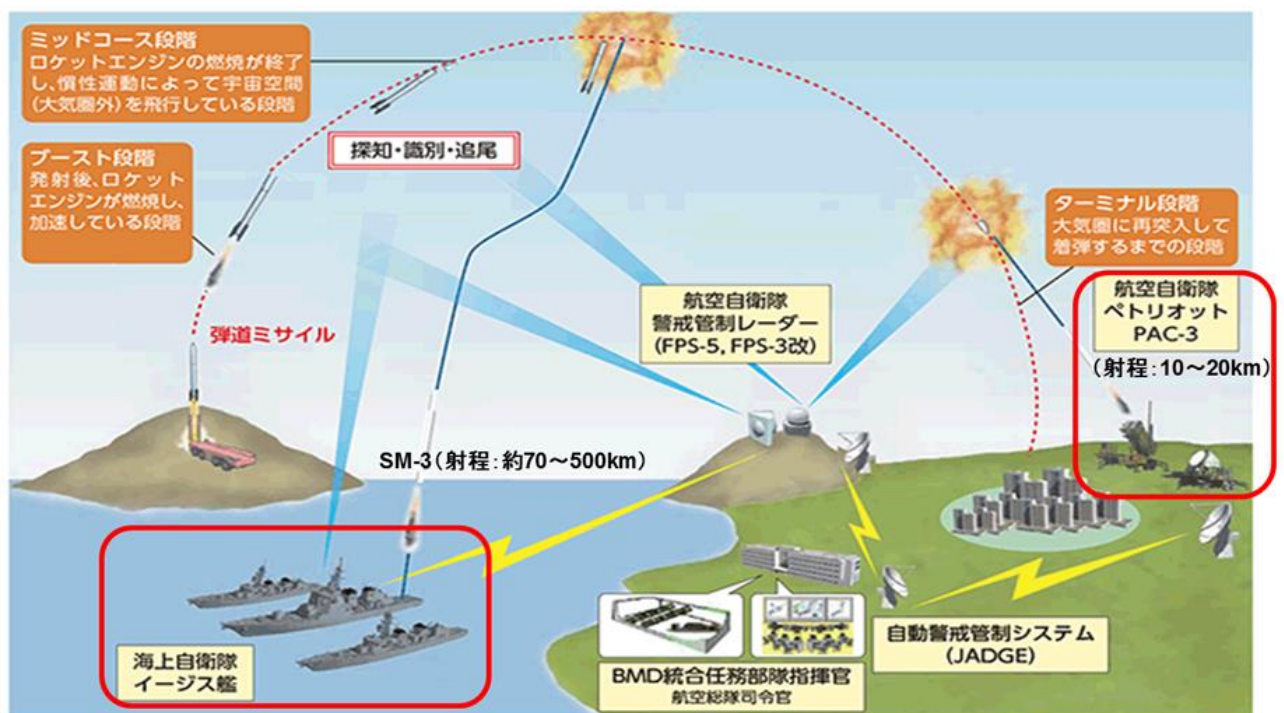 ミッドコース段階
ロケットエンジンの燃焼が終了
し、慣性運動によって宇宙空間
(大気圏外)を飛行している段階
探知・識別・追尾
ブースト段階
発射後、ロケット
エンジンが燃焼し、
加速している段階
ターミナル段階
大気圏に再突入して
着弾するまでの段階
航空自衛隊
ペトリオット
PAC-3
(射程：10～20km)
航空自衛隊
警戒管制レーダー
(FPS-5，FPS-3改)
弾道ミサイル
SM-3(射程：約70～500km)
海上自衛隊
イージス艦
自動警戒管制システム
(JADGE)
BMD統合任務部隊指揮官
航空総隊司令官